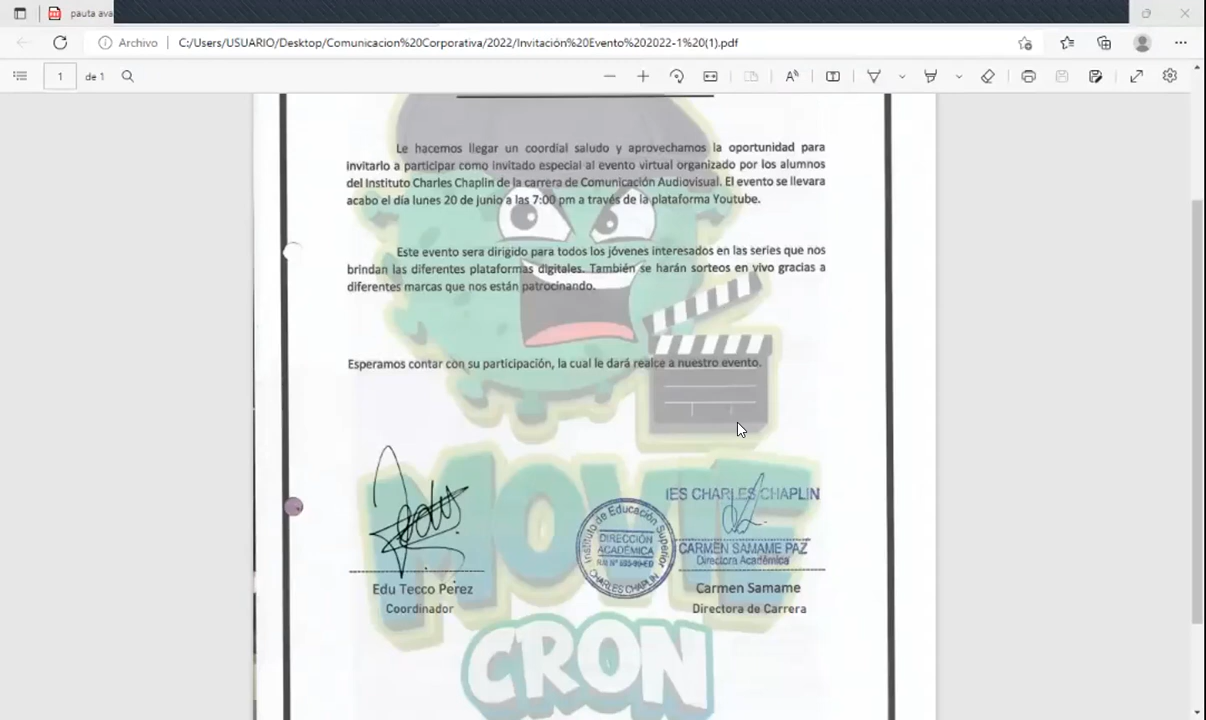 pauta ava
Archivo
C:/Users/USUARIO/Desktop/Comunicacion%20Corporativa/2022/Invitación%20Evento%202022-1%20(1).pdf
1
de 1
Le hacemos llegar un coordial saludo y aprovechamos la oportunidad para
invitarlo a participar como invitado especial al evento virtual organizado por los alumnos
del Instituto Charles Chaplin de la carrera de Comunicación Audiovisual. El evento se llevara
acabo el día lunes 20 de junio a las 7:00 pm a través de la plataforma Youtube.
Este evento sera dirigido para todos los jóvenes interesados en las series que nos
brindan las diferentes plataformas digitales. También se harán sorteos en vivo gracias a
diferentes marcas que nos están patrocinando.
Esperamos contar con su participación, la cual le dará realce a nuestro evento.
MOVIE
CRON
Edu Tecco Perez
Coordinador
Instituto de Educación Superior
DIRECCIÓN
ACADÉMICA
CHARLES CHAPLIN
IES CHARLES CHAPLIN
CARMEN SAMAME PAZ
Directora Académica
Carmen Samame
Directora de Carrera